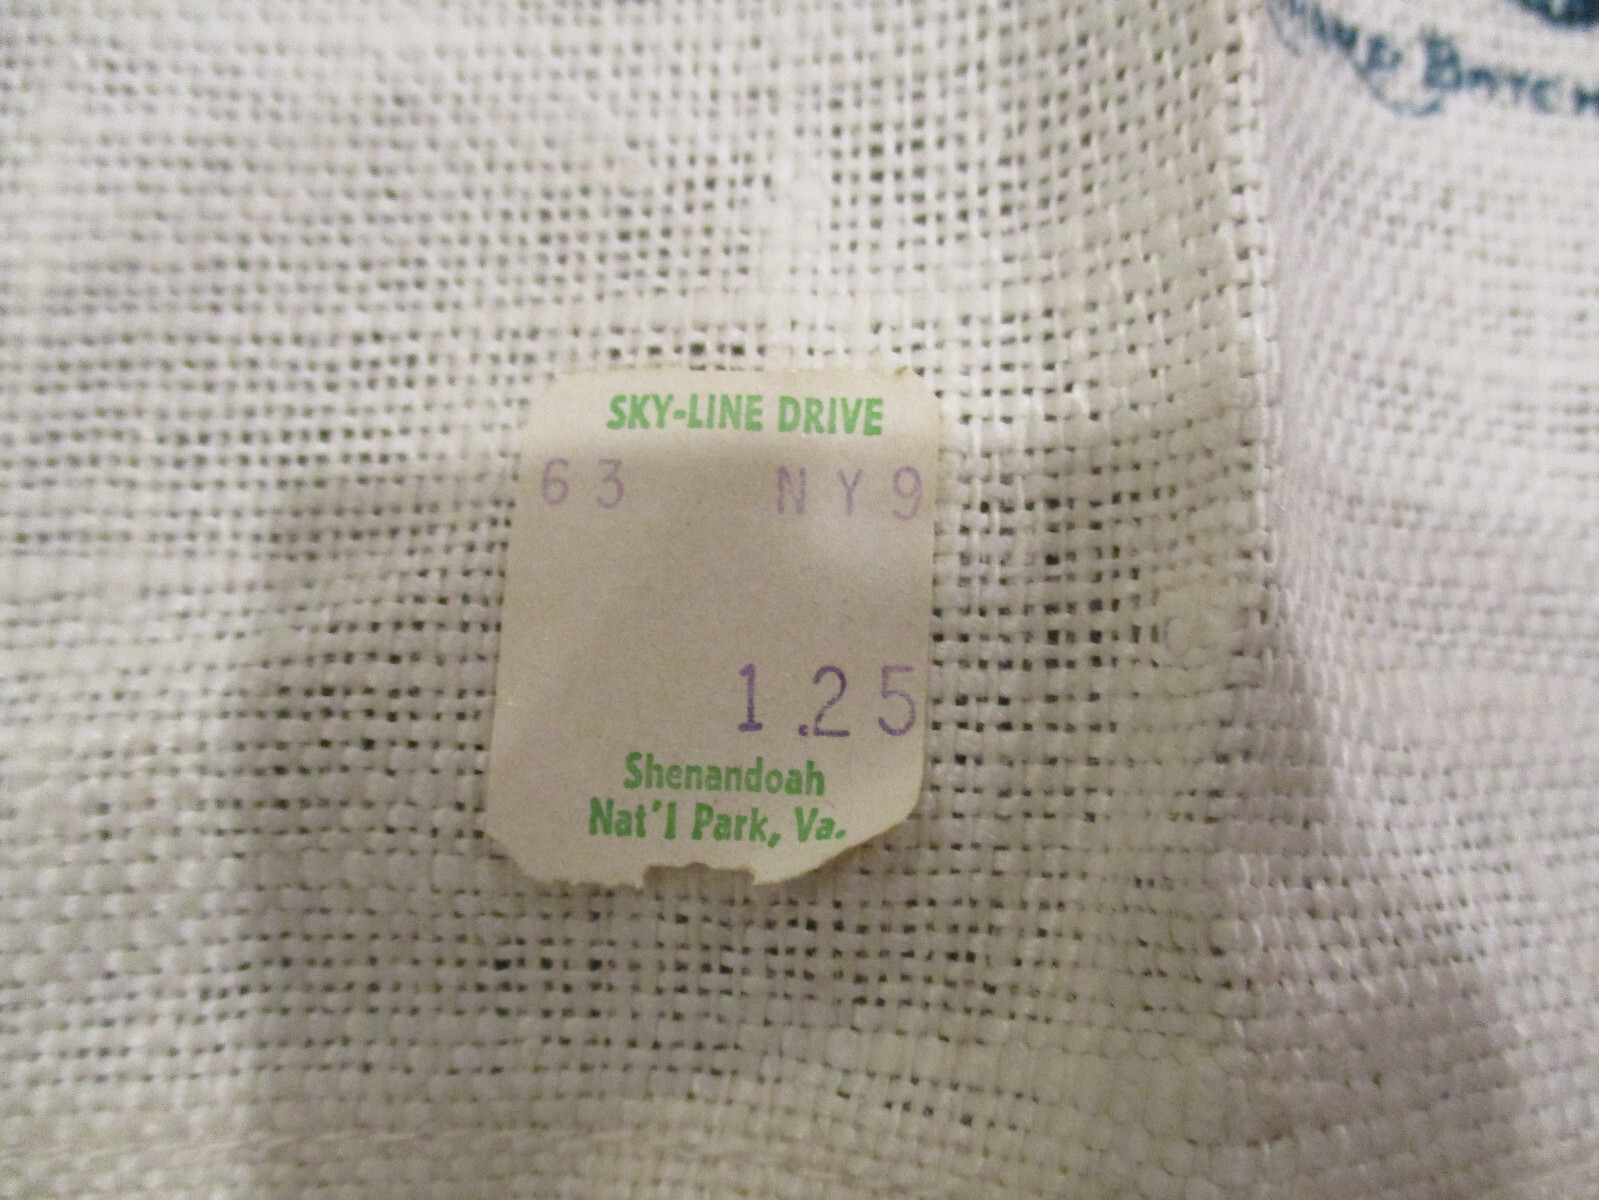 SKY-LINE DRIVE
63 NY9
1.25
Shenandoah
Nat'l Park, Va.